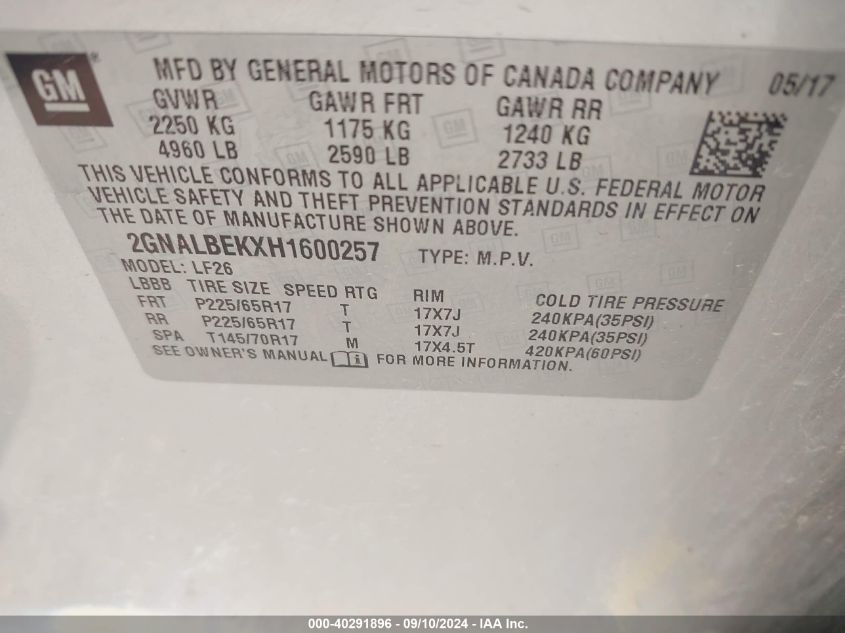 GM®
MFD BY GENERAL MOTORS OF CANADA COMPANY 05/17
GVWR GAWR FRT GAWR RR
2250 KG 1175 KG 1240 KG
4960 LB 2590 LB 2733 LB
THIS VEHICLE CONFORMS TO ALL APPLICABLE U.S. FEDERAL MOTOR
VEHICLE SAFETY AND THEFT PREVENTION STANDARDS IN EFFECT ON
THE DATE OF MANUFACTURE SHOWN ABOVE.
2GNALBEKXH1600257 TYPE: M.P.V.
MODEL: LF26
LBBB TIRE SIZE SPEED RTG RIM COLD TIRE PRESSURE
FRT P225/65R17 T 17X7J 240KPA(35PSI)
RR P225/65R17 T 17X7J 240KPA(35PSI)
SPA T145/70R17 M 17X4.5T 420KPA(60PSI)
SEE OWNER'S MANUAL FOR MORE INFORMATION.
000-40291896 - 09/10/2024 - IAA Inc.